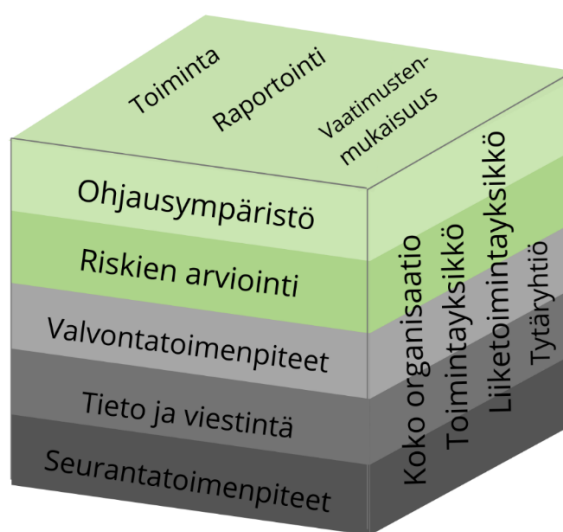 Toiminta
Raportointi
Vaatimusten-
mukaisuus
Ohjausympäristö
Riskien arviointi
Valvontatoimenpiteet
Tieto ja viestintä
Seurantatoimenpiteet
Koko organisaatio
Toimintayksikkö
Liiketoimintayksikkö
Tytäryhtiö